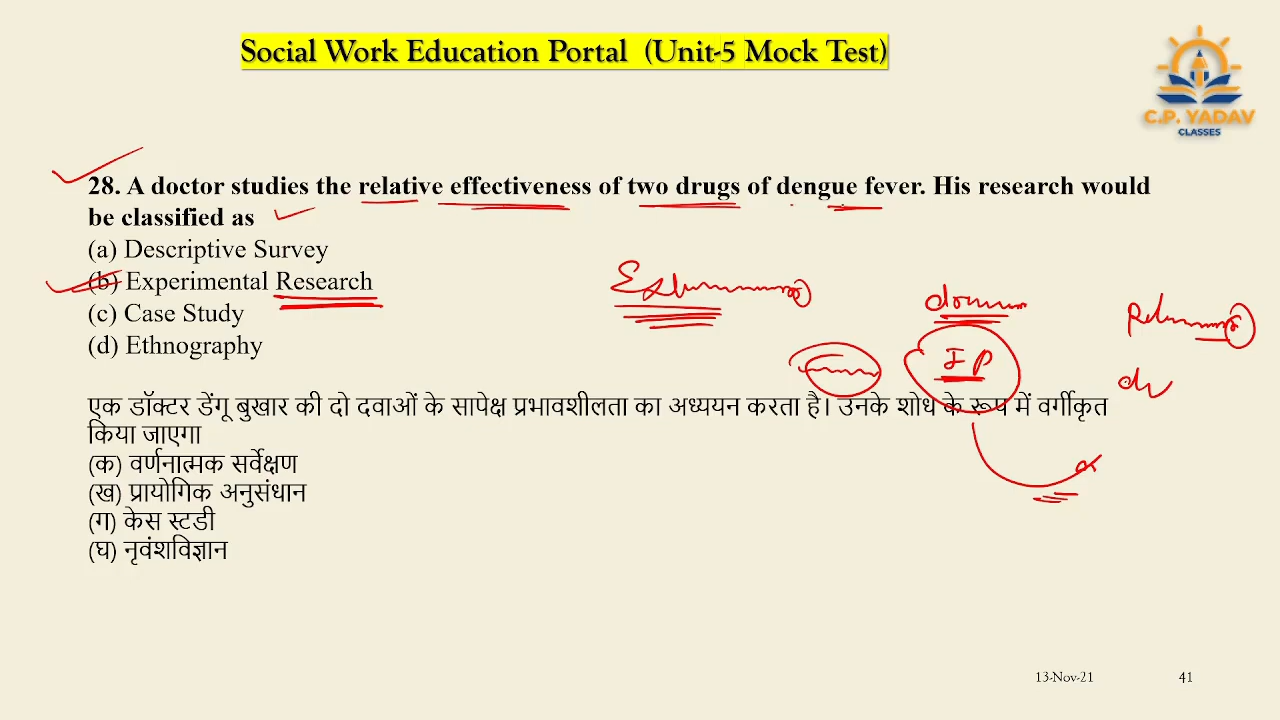 Social Work Education Portal (Unit-5 Mock Test)
C.P. YADAV
CLASSES
28. A doctor studies the relative effectiveness of two drugs of dengue fever. His research would
be classified as
(a) Descriptive Survey
(b) Experimental Research
(c) Case Study
(d) Ethnography
I P
एक डॉक्टर डेंगू बुखार की दो दवाओं के सापेक्ष प्रभावशीलता का अध्ययन करता है। उनके शोध के रूप में वर्गीकृत
किया जाएगा
(क) वर्णनात्मक सर्वेक्षण
(ख) प्रायोगिक अनुसंधान
(ग) केस स्टडी
(घ) नृवंशविज्ञान
13-Nov-21
41